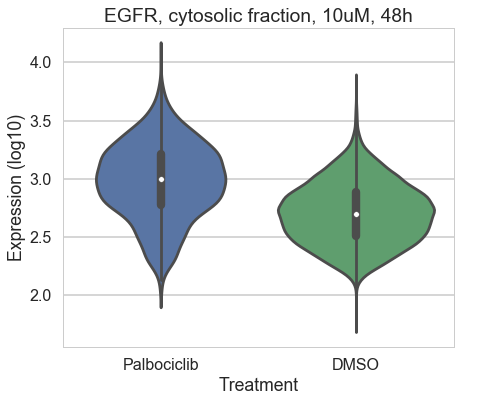 EGFR, cytosolic fraction, 10uM, 48h
Expression (log10)
4.0
3.5
3.0
2.5
2.0
Palbociclib
DMSO
Treatment